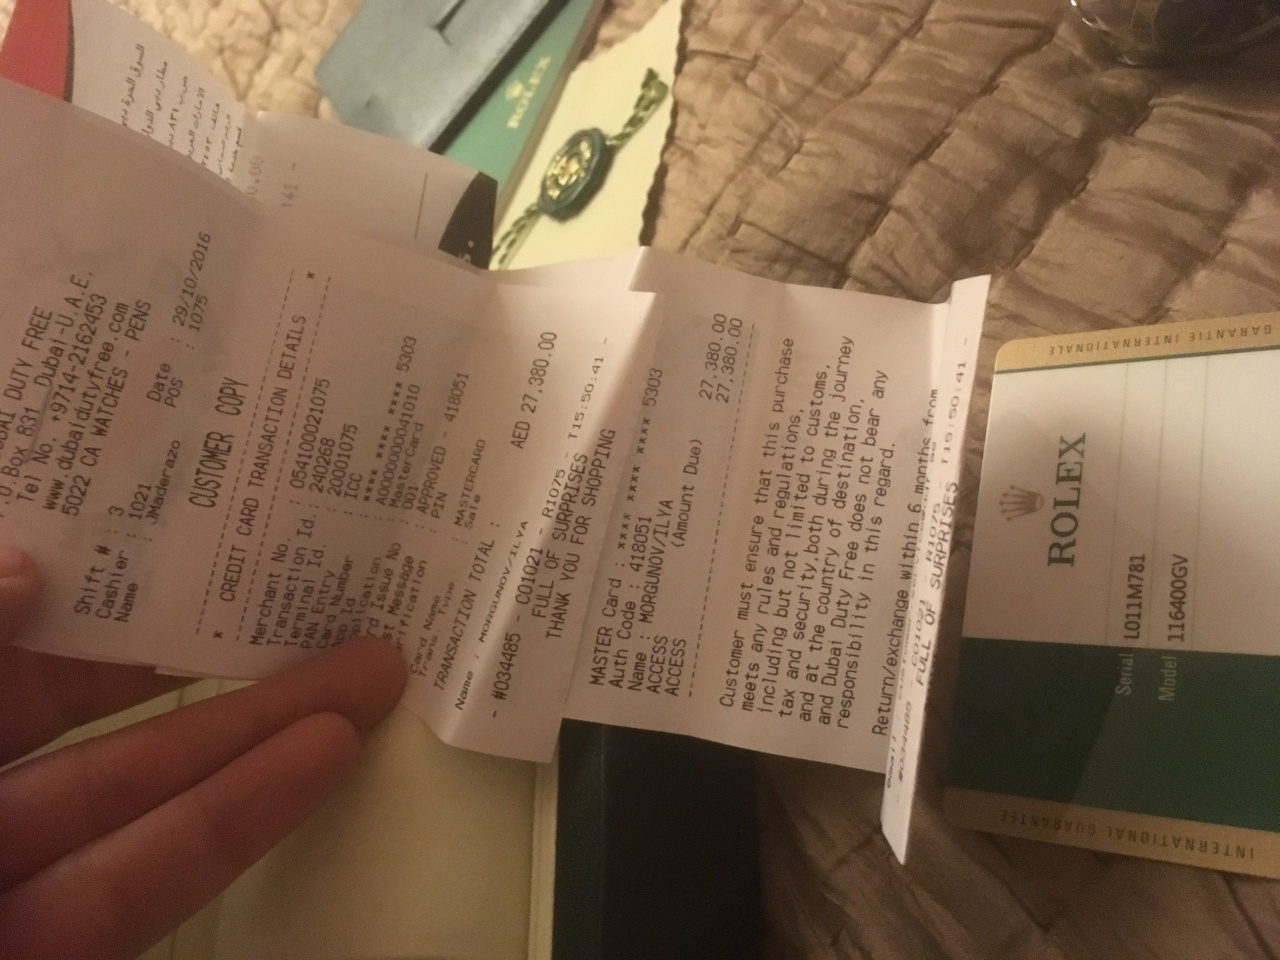 DUTY FREE
P.O.Box 831 Dubai-U.A.E.
Tel No. +9714-2162453
www.dubaidutyfree.com
5022 CA WATCHES - PENS
Shift # : 3 Date : 29/10/2016
Cashier : 1021 POS : 1075
Name : JMaderazo
CUSTOMER COPY
* CREDIT CARD TRANSACTION DETAILS *
Merchant No. : 054100021075
Transaction Id. : 240268
Terminal Id. : 20001075
PAN Entry : ICC
Card Number : **** **** **** 5303
App Id : A0000000041010
MasterCard
Issue No 001
Message APPROVED - 418051
PIN
Card Name : MASTERCARD
Trans Type : Sale
TRANSACTION TOTAL : AED 27,380.00
Name : MORGUNOV/ILYA
- #034485 - C01021 - R1075 - T15:50:41 -
FULL OF SURPRISES
THANK YOU FOR SHOPPING
MASTER Card : **** **** **** 5303
Auth Code : 418051
Name : MORGUNOV/ILYA
ACCESS (Amount Due) 27,380.00
ACCESS 27,380.00
Customer must ensure that this purchase
meets any rules and regulations,
including but not limited to customs,
tax and security,both during the journey
and at the country of destination,
and Dubai Duty Free does not bear any
responsibility in this regard.
Return/exchange within 6 months from
- #034485 C01021 - R1075 - T15:50:41 -
FULL OF SURPRISES
ROLEX
GARANTIE INTERNATIONALE
ROLEX
Serial L011M781
Model 116400GV
INTERNATIONAL GUARANTEE